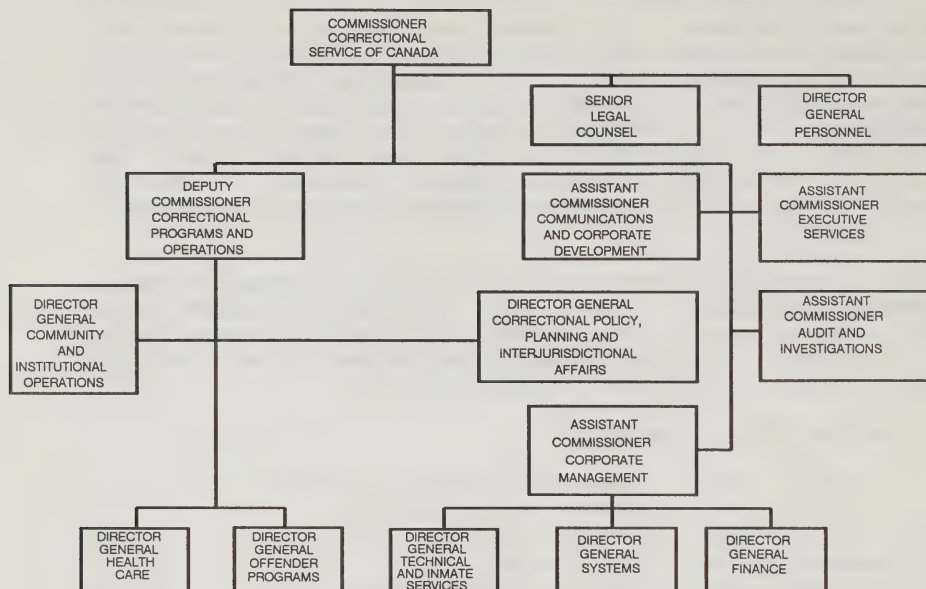 COMMISSIONER
CORRECTIONAL
SERVICE OF CANADA
SENIOR
LEGAL
COUNSEL
DIRECTOR
GENERAL
PERSONNEL
DEPUTY
COMMISSIONER
CORRECTIONAL
PROGRAMS AND
OPERATIONS
ASSISTANT
COMMISSIONER
COMMUNICATIONS
AND CORPORATE
DEVELOPMENT
ASSISTANT
COMMISSIONER
EXECUTIVE
SERVICES
DIRECTOR
GENERAL
COMMUNITY
AND
INSTITUTIONAL
OPERATIONS
DIRECTOR GENERAL
CORRECTIONAL POLICY,
PLANNING AND
INTERJURISDICTIONAL
AFFAIRS
ASSISTANT
COMMISSIONER
AUDIT AND
INVESTIGATIONS
ASSISTANT
COMMISSIONER
CORPORATE
MANAGEMENT
DIRECTOR
GENERAL
HEALTH
CARE
DIRECTOR
GENERAL
OFFENDER
PROGRAMS
DIRECTOR
GENERAL
TECHNICAL
AND INMATE
SERVICES
DIRECTOR
GENERAL
SYSTEMS
DIRECTOR
GENERAL
FINANCE